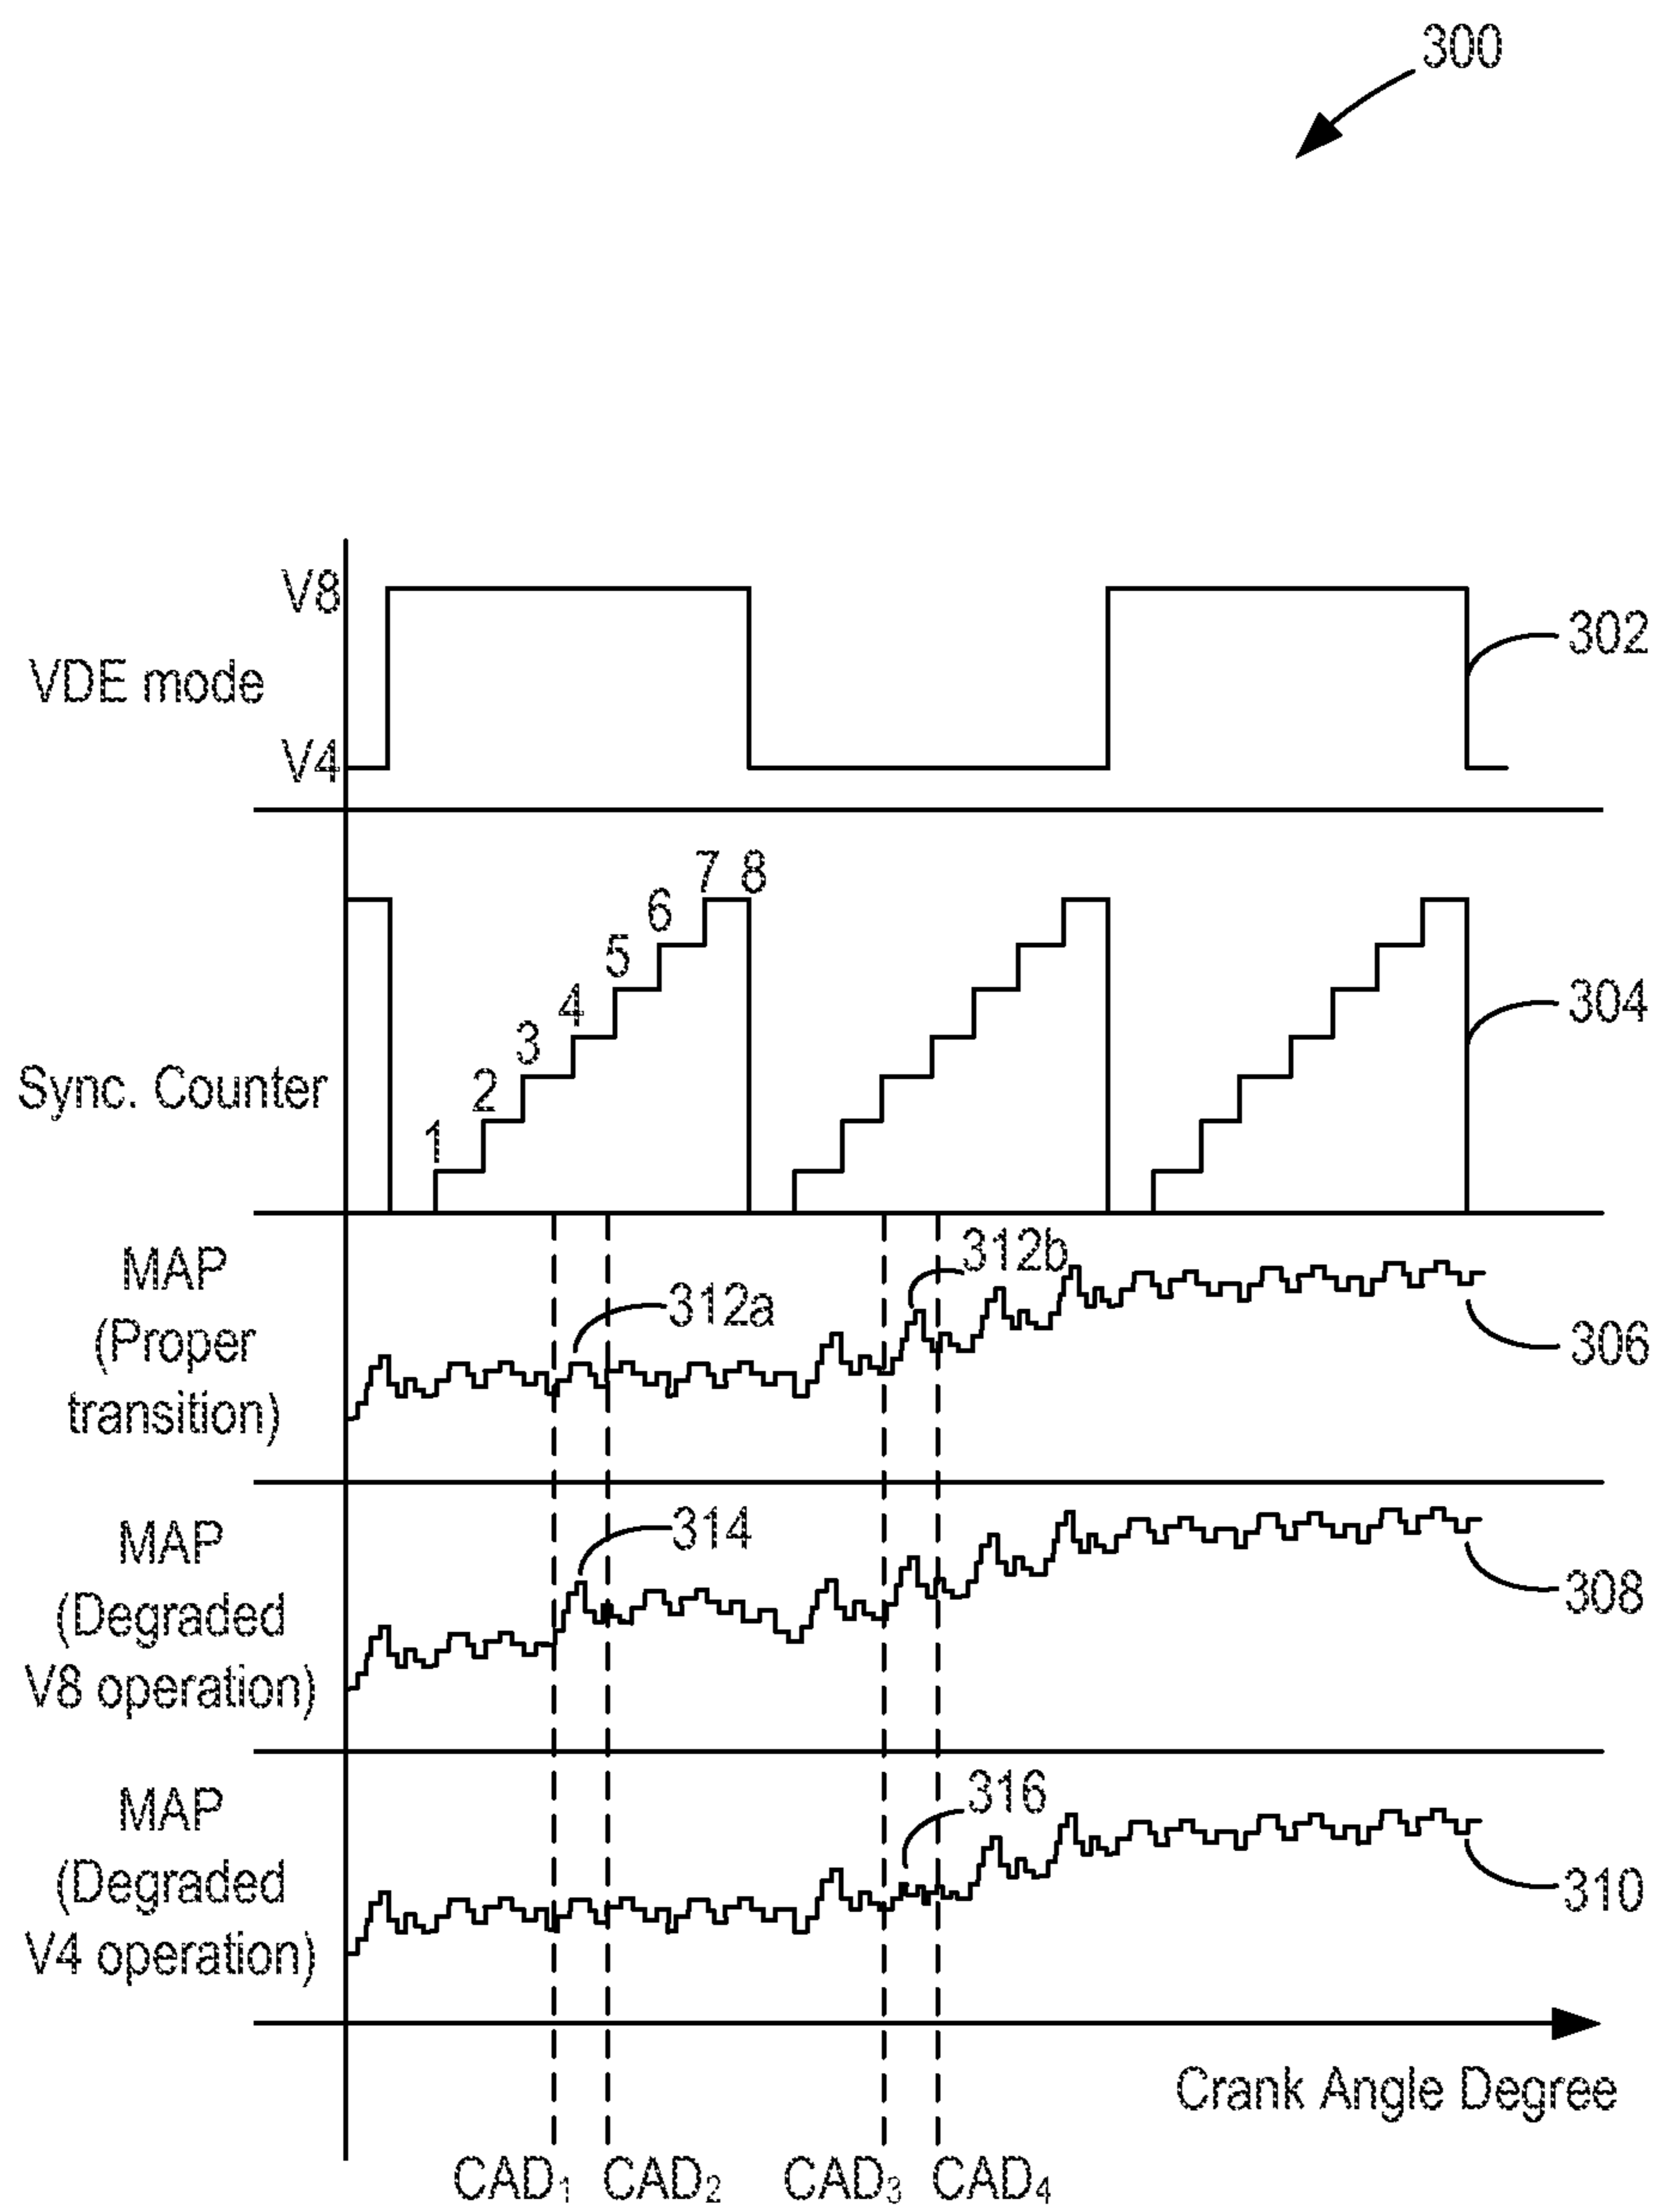 300
V8
VDE mode
V4
302
1
2
3
4
5
6
7
8
Sync. Counter
304
MAP
(Proper
transition)
312a
312b
306
MAP
(Degraded
V8 operation)
314
308
MAP
(Degraded
V4 operation)
316
310
Crank Angle Degree
CAD₁ CAD₂ CAD₃ CAD₄